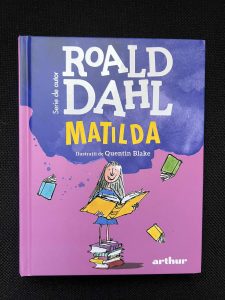 Serie de autor
ROALD
DAHL
MATILDA
Ilustrații de Quentin Blake
arthur